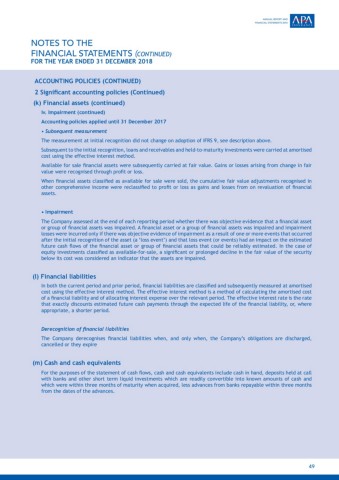 ANNUAL REPORT AND
FINANCIAL STATEMENTS 2018
APA
NOTES TO THE
FINANCIAL STATEMENTS (CONTINUED)
FOR THE YEAR ENDED 31 DECEMBER 2018
ACCOUNTING POLICIES (CONTINUED)
2 Significant accounting policies (Continued)
(k) Financial assets (continued)
iv. Impairment (continued)
Accounting policies applied until 31 December 2017
• Subsequent measurement
The measurement at initial recognition did not change on adoption of IFRS 9, see description above.
Subsequent to the initial recognition, loans and receivables and held-to-maturity investments were carried at amortised
cost using the effective interest method.
Available for sale financial assets were subsequently carried at fair value. Gains or losses arising from change in fair
value were recognised through profit or loss.
When financial assets classified as available for sale were sold, the cumulative fair value adjustments recognised in
other comprehensive income were reclassified to profit or loss as gains and losses from on revaluation of financial
assets.
• Impairment
The Company assessed at the end of each reporting period whether there was objective evidence that a financial asset
or group of financial assets was impaired. A financial asset or a group of financial assets was impaired and impairment
losses were incurred only if there was objective evidence of impairment as a result of one or more events that occurred
after the initial recognition of the asset (a ‘loss event’) and that loss event (or events) had an impact on the estimated
future cash flows of the financial asset or group of financial assets that could be reliably estimated. In the case of
equity investments classified as available-for-sale, a significant or prolonged decline in the fair value of the security
below its cost was considered an indicator that the assets are impaired.
(l) Financial liabilities
In both the current period and prior period, financial liabilities are classified and subsequently measured at amortised
cost using the effective interest method. The effective interest method is a method of calculating the amortised cost
of a financial liability and of allocating interest expense over the relevant period. The effective interest rate is the rate
that exactly discounts estimated future cash payments through the expected life of the financial liability, or, where
appropriate, a shorter period.
Derecognition of financial liabilities
The Company derecognises financial liabilities when, and only when, the Company’s obligations are discharged,
cancelled or they expire
(m) Cash and cash equivalents
For the purposes of the statement of cash flows, cash and cash equivalents include cash in hand, deposits held at call
with banks and other short term liquid investments which are readily convertible into known amounts of cash and
which were within three months of maturity when acquired, less advances from banks repayable within three months
from the dates of the advances.
49